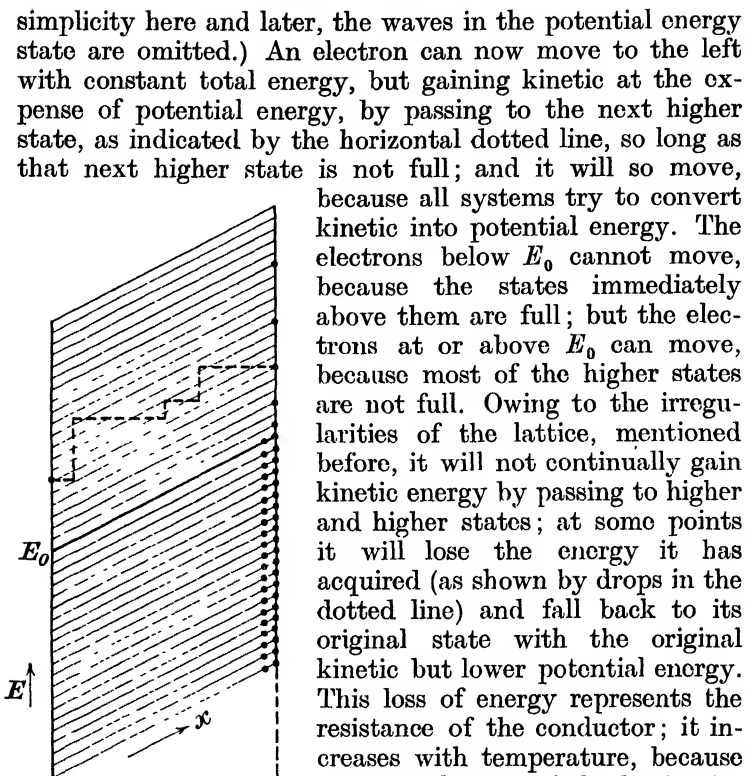 simplicity here and later, the waves in the potential energy
state are omitted.) An electron can now move to the left
with constant total energy, but gaining kinetic at the ex-
pense of potential energy, by passing to the next higher
state, as indicated by the horizontal dotted line, so long as
that next higher state is not full; and it will so move,
because all systems try to convert
kinetic into potential energy. The
electrons below E₀ cannot move,
because the states immediately
above them are full; but the elec-
trons at or above E₀ can move,
because most of the higher states
are not full. Owing to the irregu-
larities of the lattice, mentioned
before, it will not continually gain
kinetic energy by passing to higher
and higher states; at some points
it will lose the energy it has
acquired (as shown by drops in the
dotted line) and fall back to its
original state with the original
kinetic but lower potential energy.
This loss of energy represents the
resistance of the conductor; it in-
creases with temperature, because
E₀
E
x